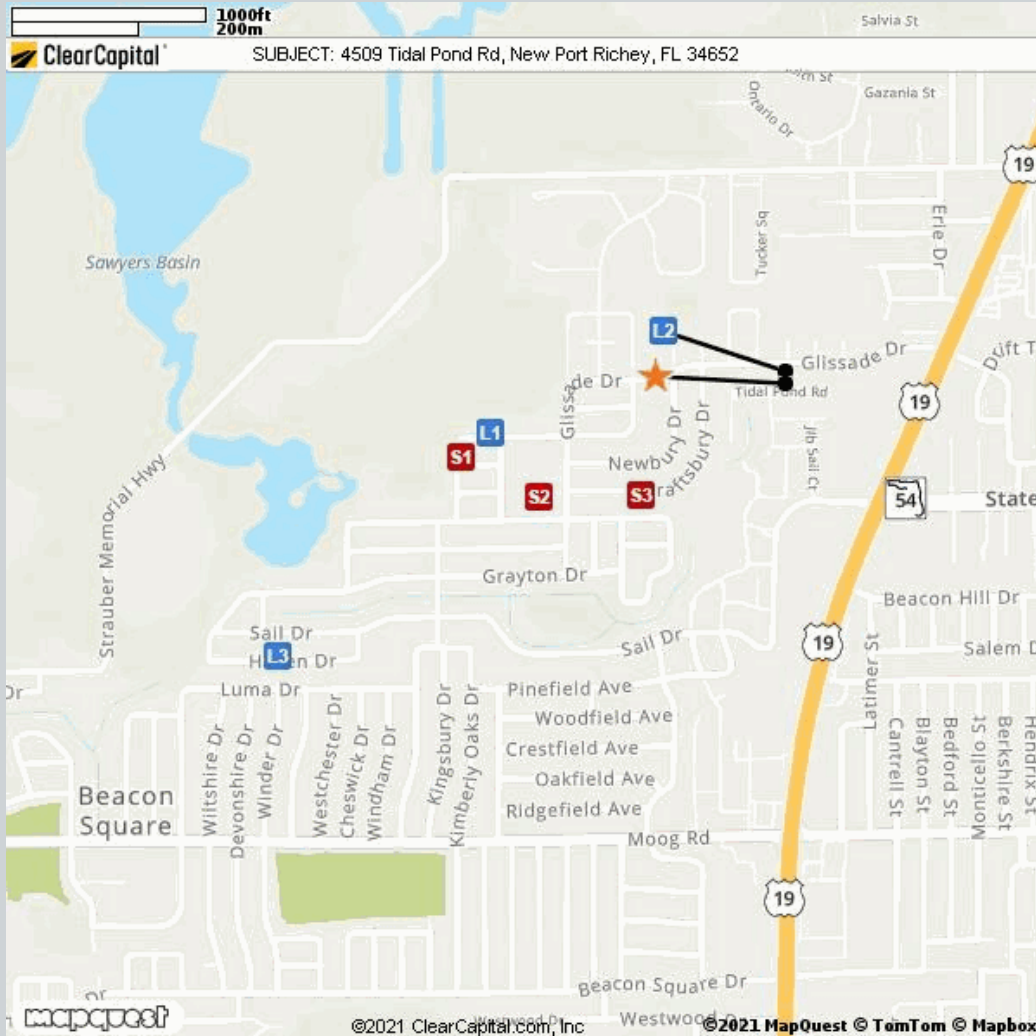 1000ft
200m
Salvia St
ClearCapital
SUBJECT: 4509 Tidal Pond Rd, New Port Richey, FL 34652
Gazania St
Ontario Dr
19
Erie Dr
Tucker Sq
Sawyers Basin
L2
Glissade Dr
de Dr
Glissa
Tidal Pond Rd
19
L1
S1
Newbury Dr
raftsbury Dr
Jib Sail Ct
S2
S3
54
State
Strauber Memorial Hwy
Grayton Dr
Beacon Hill Dr
Sail Dr
Sail Dr
19
Salem D
L3
Latimer St
Dr
Luma Dr
Pinefield Ave
Woodfield Ave
Crestfield Ave
Oakfield Ave
Ridgefield Ave
Wiltshire Dr
Devonshire Dr
Winder Dr
Westchester Dr
Cheswick Dr
Windham Dr
Kingsbury Dr
Kimberly Oaks Dr
Cantrell St
Blayton St
Bedford St
Monticello St
Berkshire St
Hendrix
Beacon
Square
Moog Rd
19
Beacon Square Dr
Dr
mapquest
Westwood Dr
Westwood
©2021 ClearCapital.com, Inc
©2021 MapQuest © TomTom © Mapbox